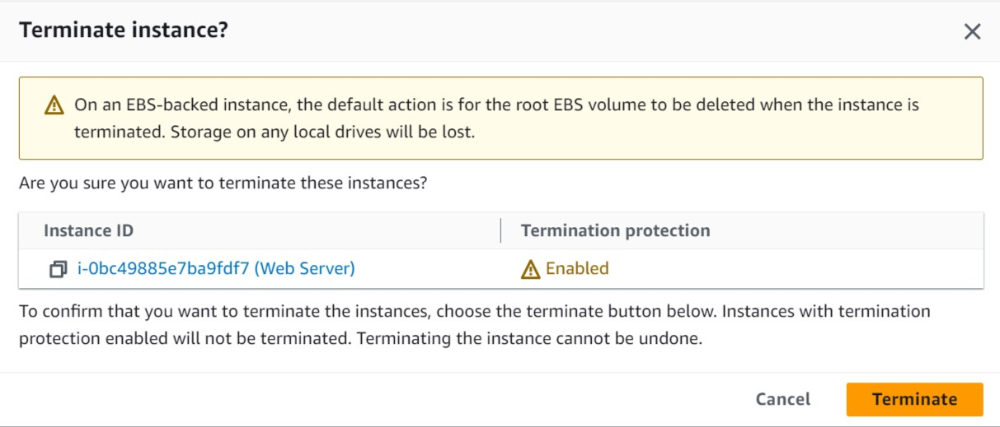 Terminate instance?
On an EBS-backed instance, the default action is for the root EBS volume to be deleted when the instance is
terminated. Storage on any local drives will be lost.
Are you sure you want to terminate these instances?
Instance ID
Termination protection
i-0bc49885e7ba9fdf7 (Web Server)
Enabled
To confirm that you want to terminate the instances, choose the terminate button below. Instances with termination
protection enabled will not be terminated. Terminating the instance cannot be undone.
Cancel
Terminate